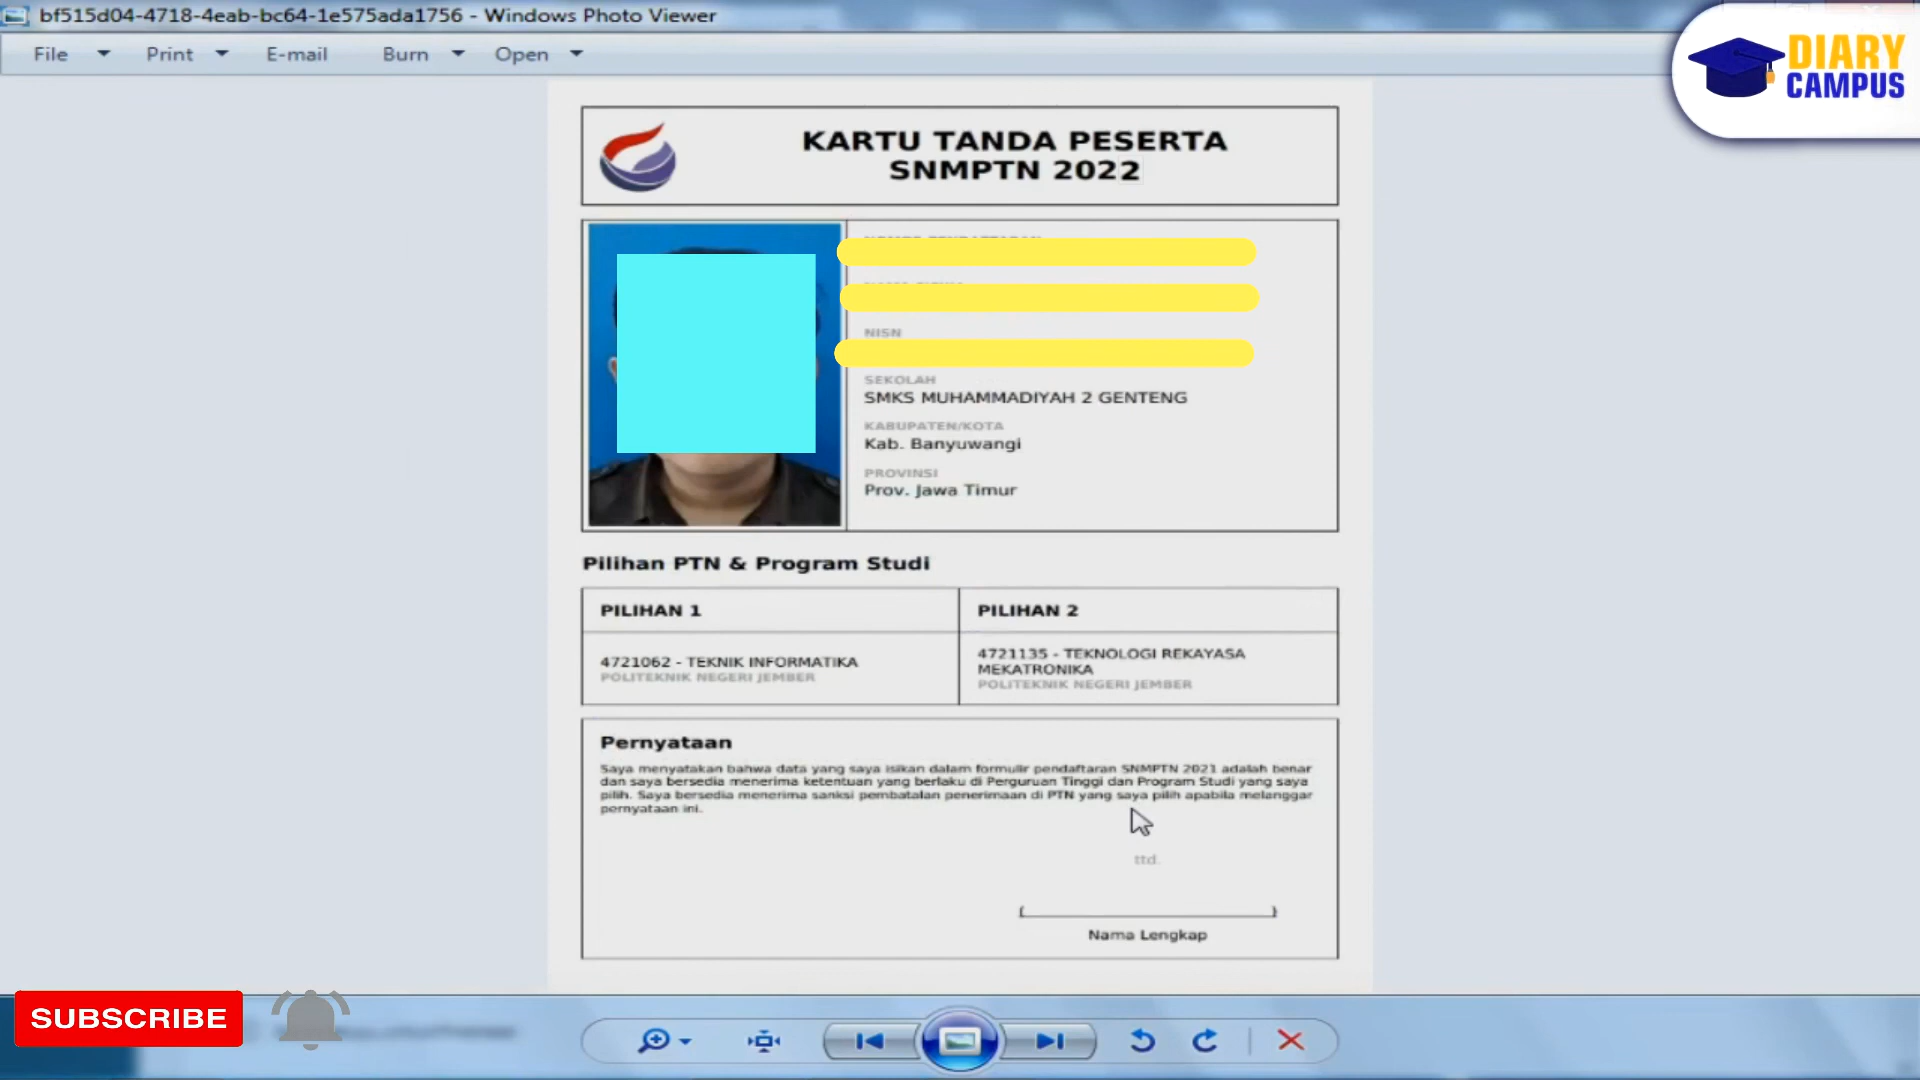 bf515d04-4718-4eab-bc64-1e575ada1756 - Windows Photo Viewer
File Print E-mail Burn Open
DIARY
CAMPUS
KARTU TANDA PESERTA
SNMPTN 2022
NISN
SEKOLAH
SMKS MUHAMMADIYAH 2 GENTENG
KABUPATEN/KOTA
Kab. Banyuwangi
PROVINSI
Prov. Jawa Timur
Pilihan PTN & Program Studi
PILIHAN 1
PILIHAN 2
4721062 - TEKNIK INFORMATIKA
POLITEKNIK NEGERI JEMBER
4721135 - TEKNOLOGI REKAYASA
MEKATRONIKA
POLITEKNIK NEGERI JEMBER
Pernyataan
Saya menyatakan bahwa data yang saya isikan dalam formulir pendaftaran SNMPTN 2021 adalah benar
dan saya bersedia menerima ketentuan yang berlaku di Perguruan Tinggi dan Program Studi yang saya
pilih. Saya bersedia menerima sanksi pembatalan penerimaan di PTN yang saya pilih apabila melanggar
pernyataan ini.
ttd.
Nama Lengkap
SUBSCRIBE